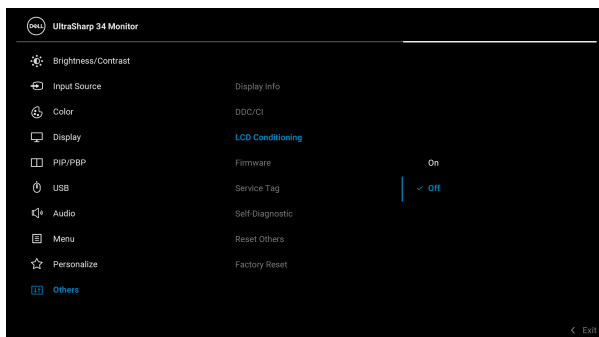 DELL UltraSharp 34 Monitor
Brightness/Contrast
Input Source Display Info
Color DDC/CI
Display LCD Conditioning
PIP/PBP Firmware On
USB Service Tag Off
Audio Self-Diagnostic
Menu Reset Others
Personalize Factory Reset
Others
Exit